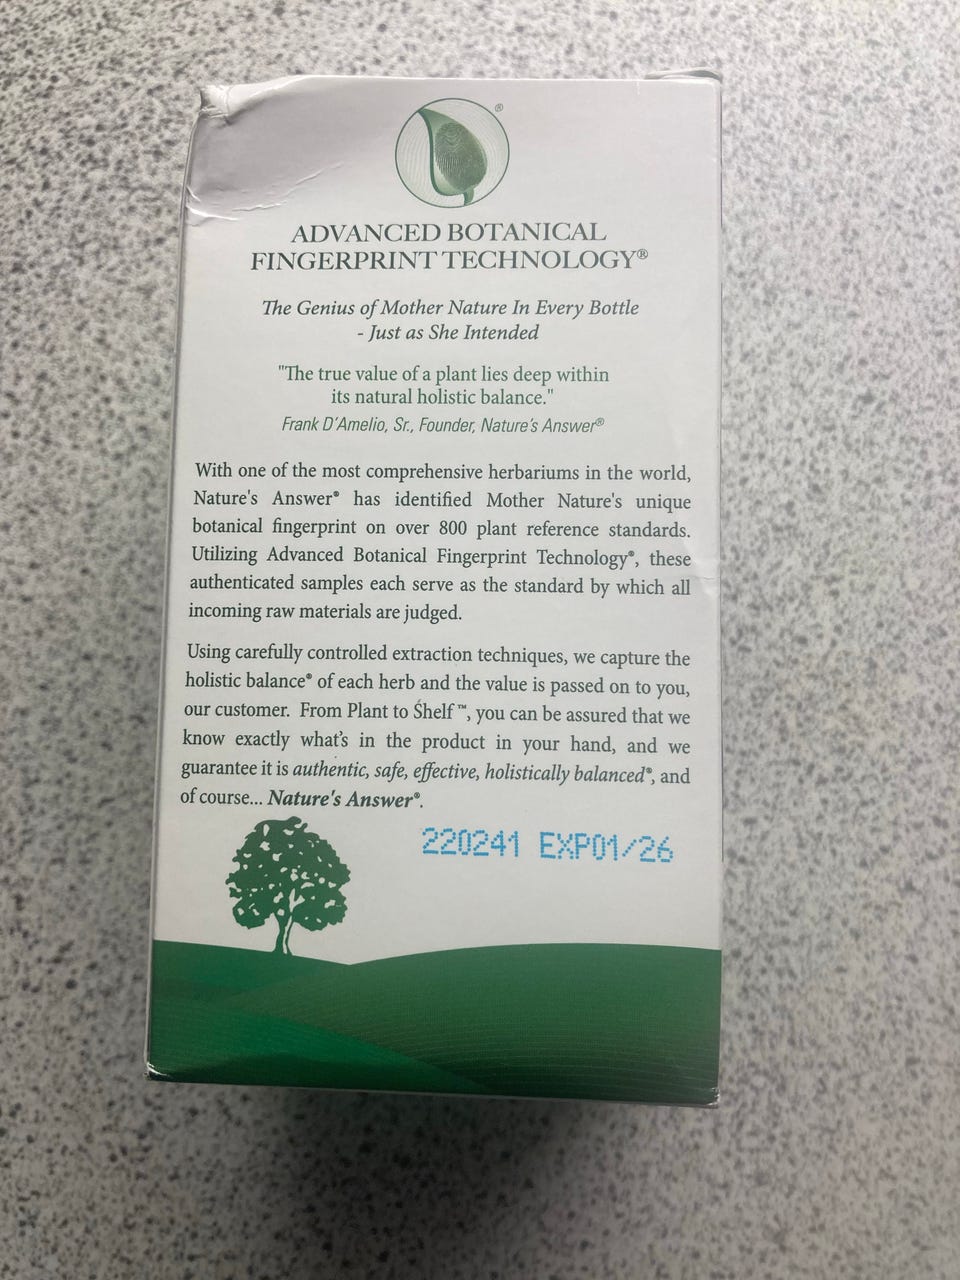 ®
ADVANCED BOTANICAL
FINGERPRINT TECHNOLOGY®
The Genius of Mother Nature In Every Bottle
- Just as She Intended
"The true value of a plant lies deep within
its natural holistic balance."
Frank D'Amelio, Sr., Founder, Nature's Answer®
With one of the most comprehensive herbariums in the world,
Nature's Answer® has identified Mother Nature's unique
botanical fingerprint on over 800 plant reference standards.
Utilizing Advanced Botanical Fingerprint Technology®, these
authenticated samples each serve as the standard by which all
incoming raw materials are judged.
Using carefully controlled extraction techniques, we capture the
holistic balance® of each herb and the value is passed on to you,
our customer. From Plant to Shelf™, you can be assured that we
know exactly what's in the product in your hand, and we
guarantee it is authentic, safe, effective, holistically balanced®, and
of course... Nature's Answer®.
220241 EXP01/26